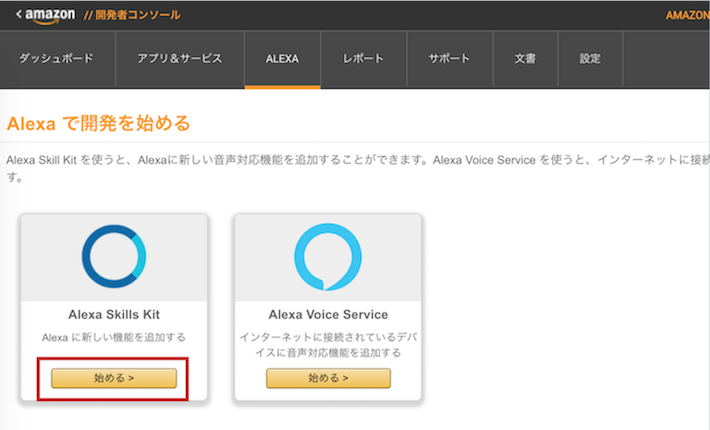 < amazon // 開発者コンソール AMAZON
ダッシュボード アプリ&サービス ALEXA レポート サポート 文書 設定
Alexa で開発を始める
Alexa Skill Kit を使うと、Alexaに新しい音声対応機能を追加することができます。Alexa Voice Service を使うと、インターネットに接続
す。
Alexa Skills Kit
Alexa に新しい機能を追加する
始める >
Alexa Voice Service
インターネットに接続されているデバ
イスに音声対応機能を追加する
始める >